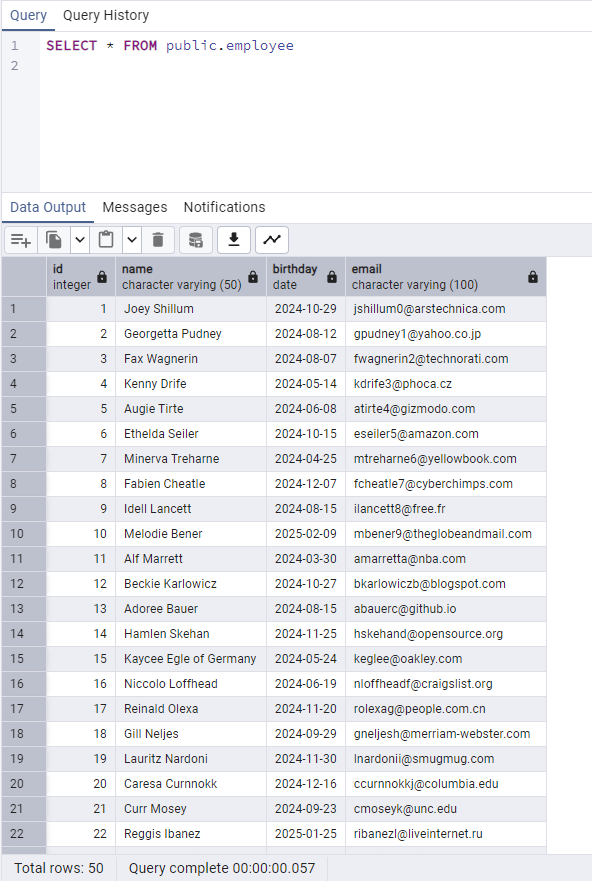 Query Query History
1 SELECT * FROM public.employee
2
Data Output Messages Notifications
id name birthday email
integer character varying (50) date character varying (100)
1 1 Joey Shillum 2024-10-29 jshillum0@arstechnica.com
2 2 Georgetta Pudney 2024-08-12 gpudney1@yahoo.co.jp
3 3 Fax Wagnerin 2024-08-07 fwagnerin2@technorati.com
4 4 Kenny Drife 2024-05-14 kdrife3@phoca.cz
5 5 Augie Tirte 2024-06-08 atirte4@gizmodo.com
6 6 Ethelda Seiler 2024-10-15 eseiler5@amazon.com
7 7 Minerva Treharne 2024-04-25 mtreharne6@yellowbook.com
8 8 Fabien Cheatle 2024-12-07 fcheatle7@cyberchimps.com
9 9 Idell Lancett 2024-08-15 ilancett8@free.fr
10 10 Melodie Bener 2025-02-09 mbener9@theglobeandmail.com
11 11 Alf Marrett 2024-03-30 amarretta@nba.com
12 12 Beckie Karlowicz 2024-10-27 bkarlowiczb@blogspot.com
13 13 Adoree Bauer 2024-08-15 abauerc@github.io
14 14 Hamlen Skehan 2024-11-25 hskehand@opensource.org
15 15 Kaycee Egle of Germany 2024-05-24 keglee@oakley.com
16 16 Niccolo Loffhead 2024-06-19 nloffheadf@craigslist.org
17 17 Reinald Olexa 2024-11-20 rolexag@people.com.cn
18 18 Gill Neljes 2024-09-29 gneljesh@merriam-webster.com
19 19 Lauritz Nardoni 2024-11-30 lnardonii@smugmug.com
20 20 Caresa Curnnokk 2024-12-16 ccurnnokkj@columbia.edu
21 21 Curr Mosey 2024-09-23 cmoseyk@unc.edu
22 22 Reggis Ibanez 2025-01-25 ribanezl@liveinternet.ru
Total rows: 50 Query complete 00:00:00.057